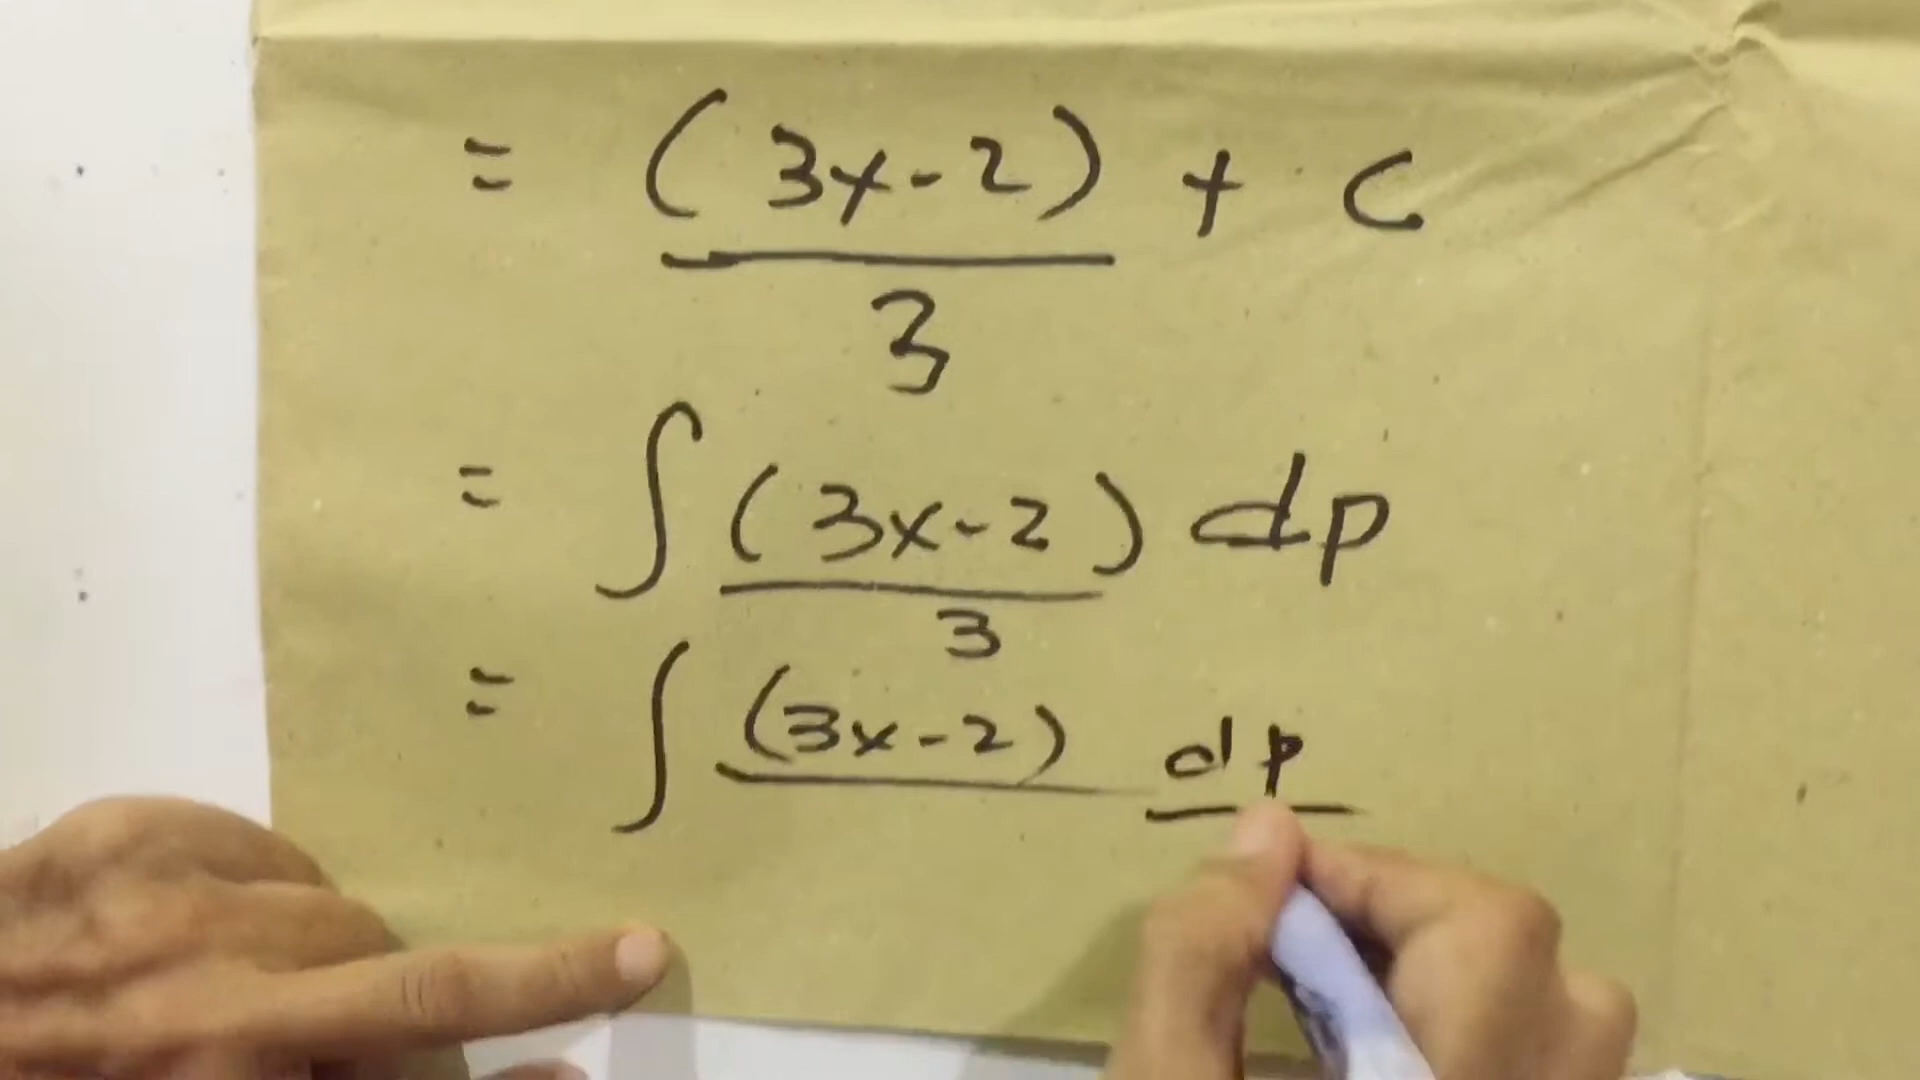 = (3x-2) + c
3
= ∫ (3x-2) dp
3
= ∫ (3x-2) dp